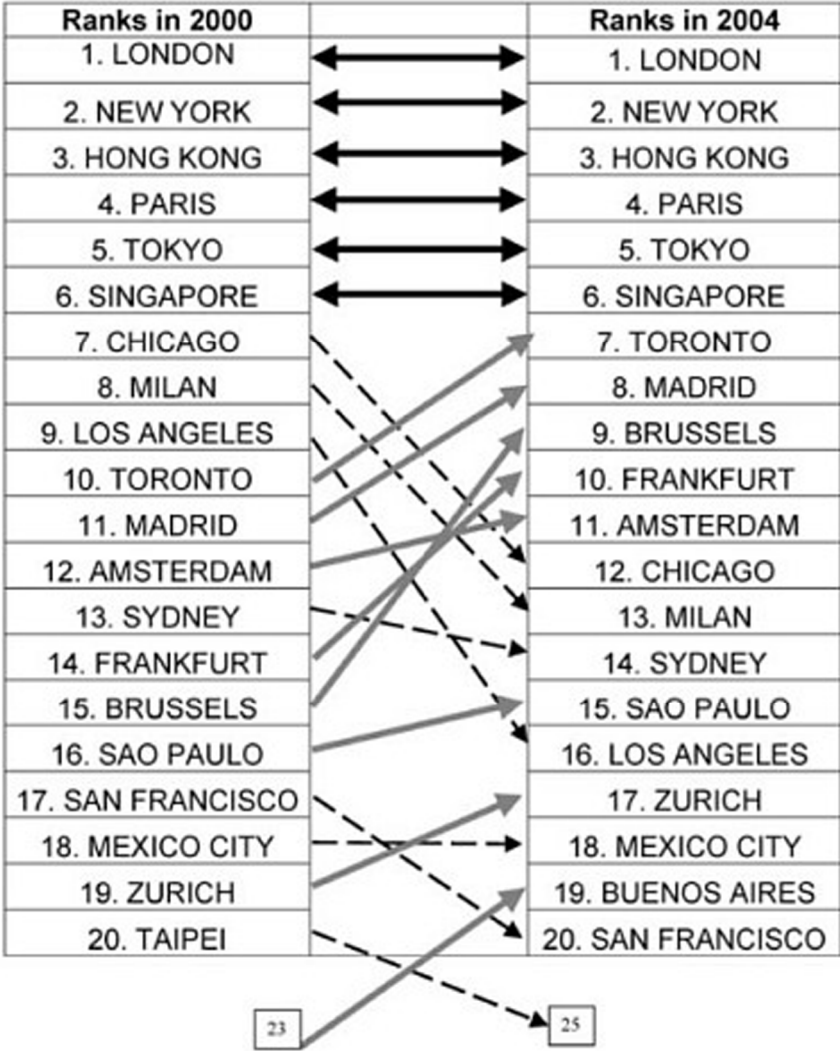 Ranks in 2000 Ranks in 2004
1. LONDON 1. LONDON
2. NEW YORK 2. NEW YORK
3. HONG KONG 3. HONG KONG
4. PARIS 4. PARIS
5. TOKYO 5. TOKYO
6. SINGAPORE 6. SINGAPORE
7. CHICAGO 7. TORONTO
8. MILAN 8. MADRID
9. LOS ANGELES 9. BRUSSELS
10. TORONTO 10. FRANKFURT
11. MADRID 11. AMSTERDAM
12. AMSTERDAM 12. CHICAGO
13. SYDNEY 13. MILAN
14. FRANKFURT 14. SYDNEY
15. BRUSSELS 15. SAO PAULO
16. SAO PAULO 16. LOS ANGELES
17. SAN FRANCISCO 17. ZURICH
18. MEXICO CITY 18. MEXICO CITY
19. ZURICH 19. BUENOS AIRES
20. TAIPEI 20. SAN FRANCISCO
23 25